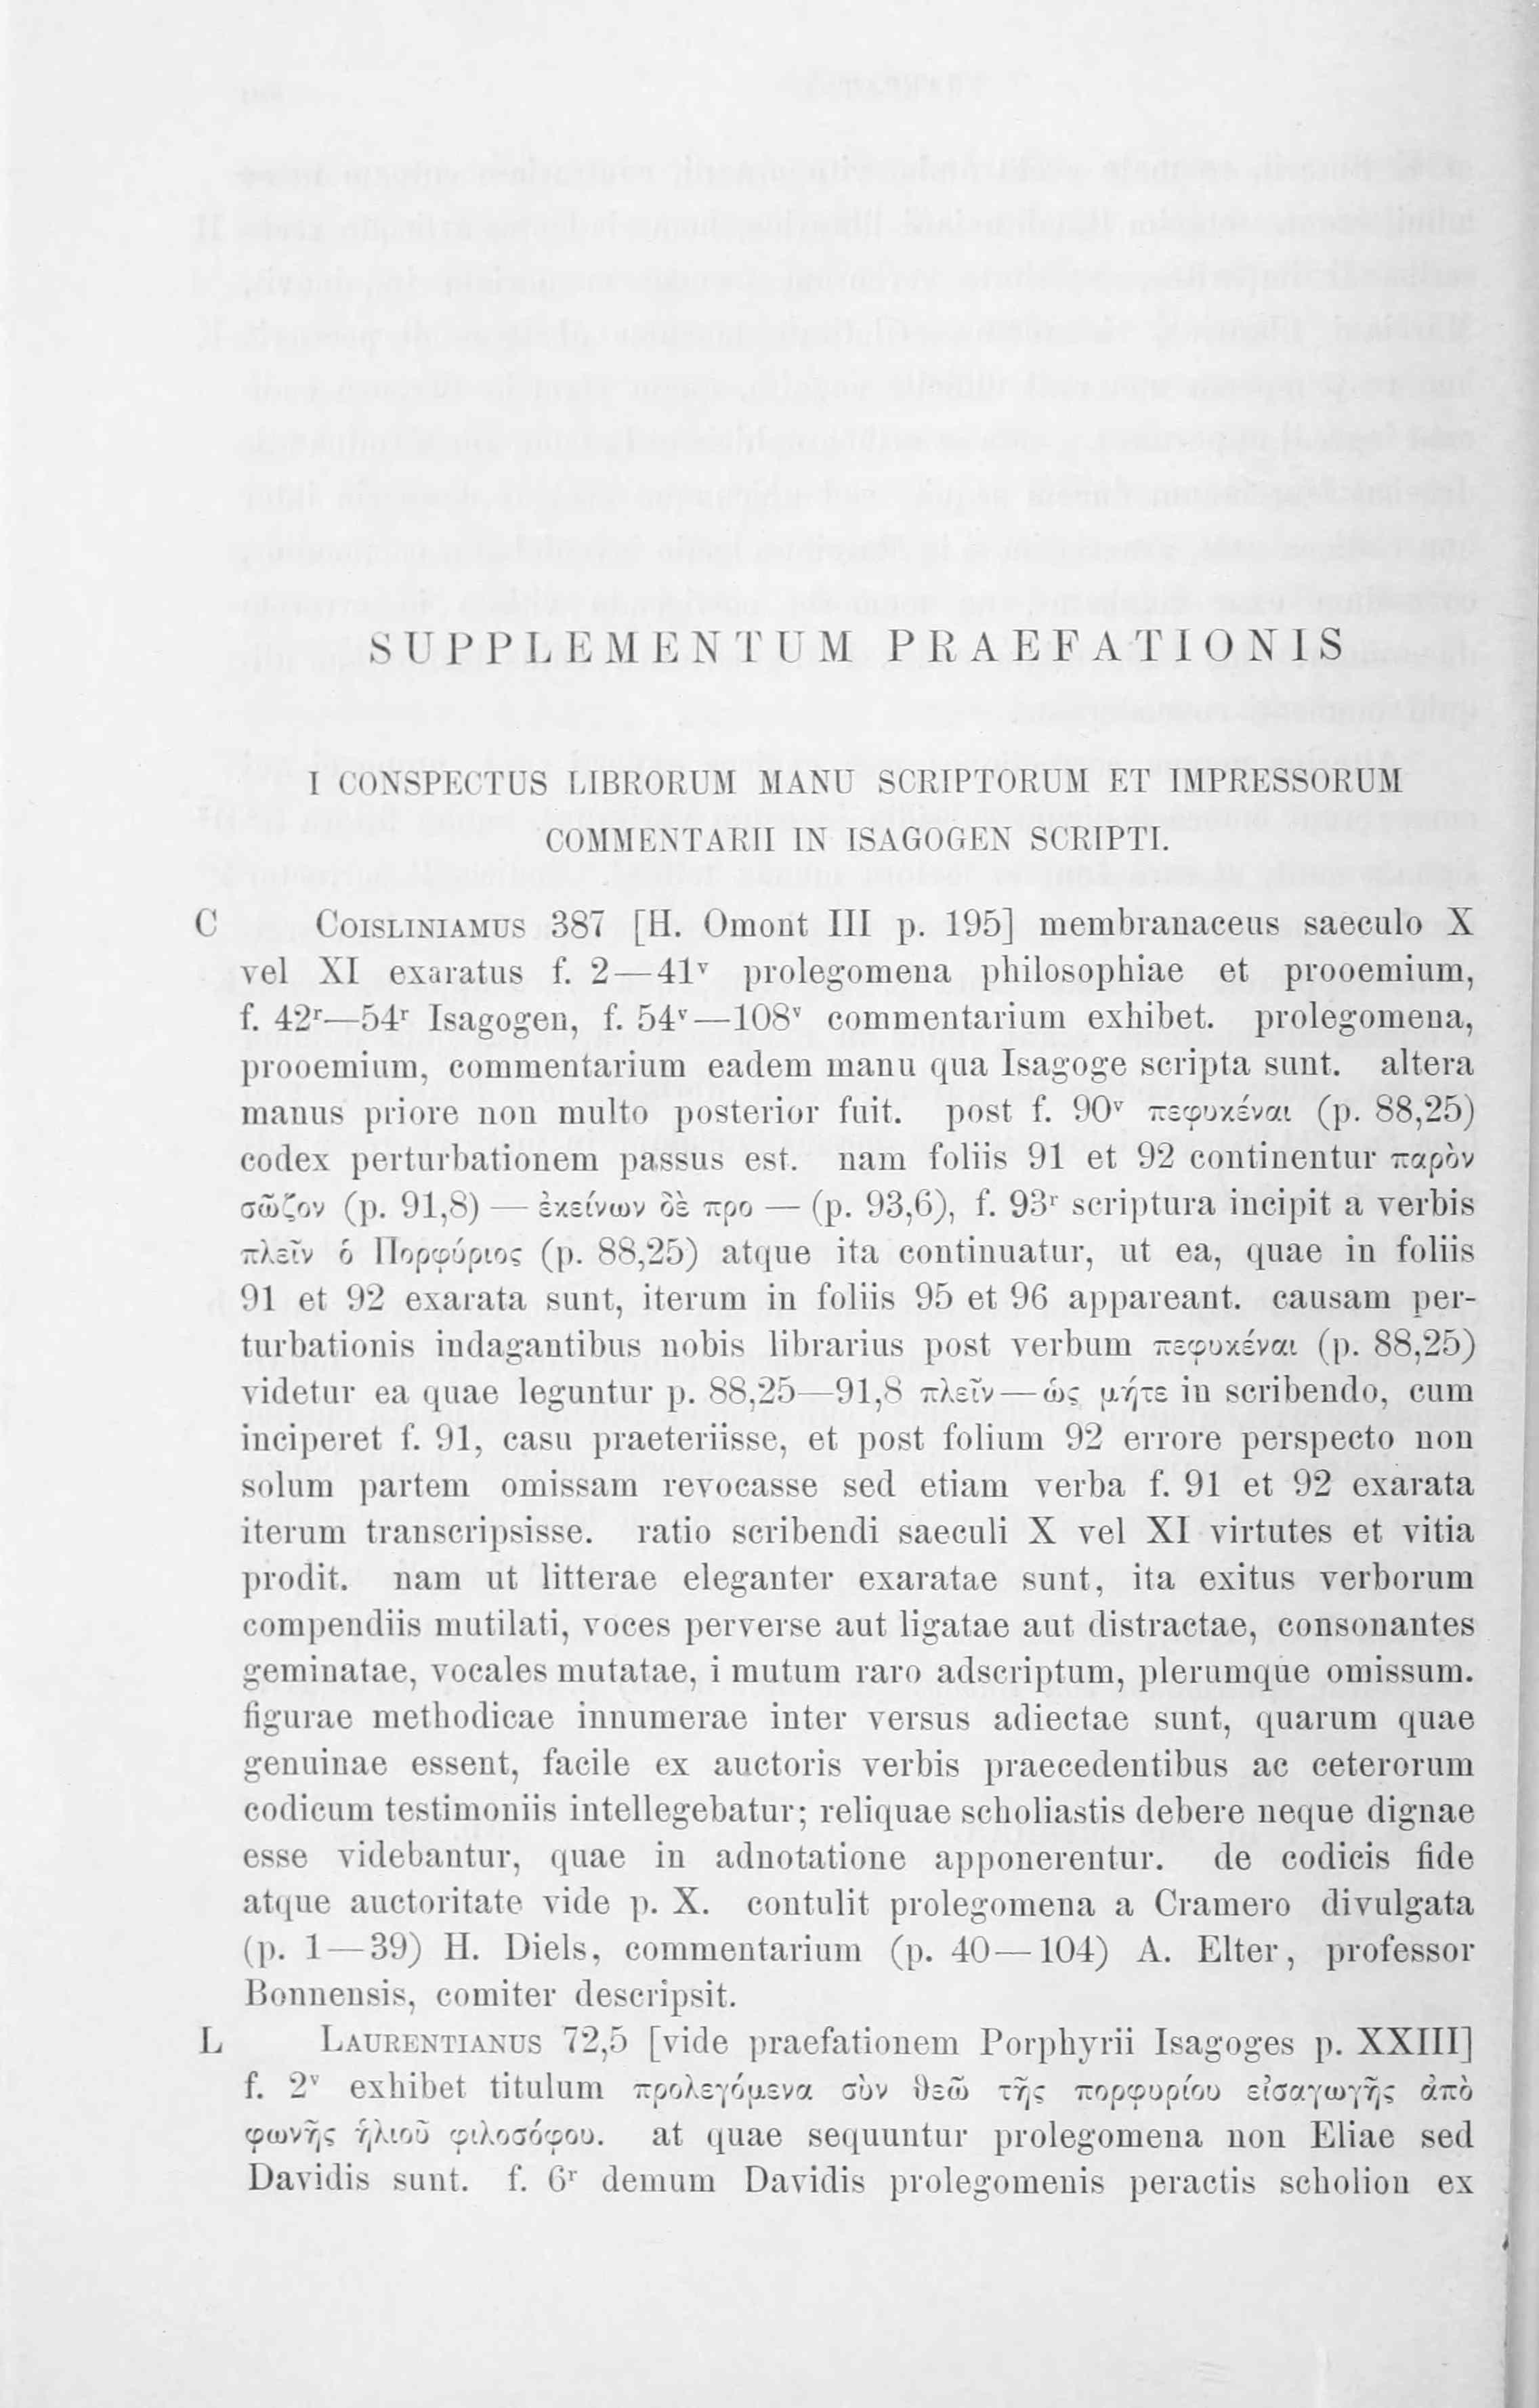 SUPPLEMENTUM PRAEFATIONIS
I CONSPECTUS LIBRORUM MANU SCRIPTORUM ET IMPRESSORUM
COMMENTARII IN ISAGOGEN SCRIPTI.
C COISLINIAMUS 387 [H. Omont III p. 195] membranaceus saeculo X
vel XI exaratus f. 2—41ᵛ prolegomena philosophiae et prooemium,
f. 42ʳ—54ʳ Isagogen, f. 54ᵛ—108ᵛ commentarium exhibet. prolegomena,
prooemium, commentarium eadem manu qua Isagoge scripta sunt. altera
manus priore non multo posterior fuit. post f. 90ᵛ πεφυκέναι (p. 88,25)
codex perturbationem passus est. nam foliis 91 et 92 continentur παρὸν
σῶζον (p. 91,8) — ἐκείνων δὲ προ — (p. 93,6), f. 93ʳ scriptura incipit a verbis
πλεῖν ὁ Πορφύριος (p. 88,25) atque ita continuatur, ut ea, quae in foliis
91 et 92 exarata sunt, iterum in foliis 95 et 96 appareant. causam per-
turbationis indagantibus nobis librarius post verbum πεφυκέναι (p. 88,25)
videtur ea quae leguntur p. 88,25—91,8 πλεῖν—ὡς μήτε in scribendo, cum
inciperet f. 91, casu praeteriisse, et post folium 92 errore perspecto non
solum partem omissam revocasse sed etiam verba f. 91 et 92 exarata
iterum transcripsisse. ratio scribendi saeculi X vel XI virtutes et vitia
prodit. nam ut litterae eleganter exaratae sunt, ita exitus verborum
compendiis mutilati, voces perverse aut ligatae aut distractae, consonantes
geminatae, vocales mutatae, i mutum raro adscriptum, plerumque omissum.
figurae methodicae innumerae inter versus adiectae sunt, quarum quae
genuinae essent, facile ex auctoris verbis praecedentibus ac ceterorum
codicum testimoniis intellegebatur; reliquae scholiastis debere neque dignae
esse videbantur, quae in adnotatione apponerentur. de codicis fide
atque auctoritate vide p. X. contulit prolegomena a Cramero divulgata
(p. 1—39) H. Diels, commentarium (p. 40—104) A. Elter, professor
Bonnensis, comiter descripsit.
L LAURENTIANUS 72,5 [vide praefationem Porphyrii Isagoges p. XXIII]
f. 2ᵛ exhibet titulum προλεγόμενα σὺν θεῶ τῆς πορφυρίου εἰσαγωγῆς ἀπὸ
φωνῆς ἡλιοῦ φιλοσόφου. at quae sequuntur prolegomena non Eliae sed
Davidis sunt. f. 6ʳ demum Davidis prolegomenis peractis scholion ex